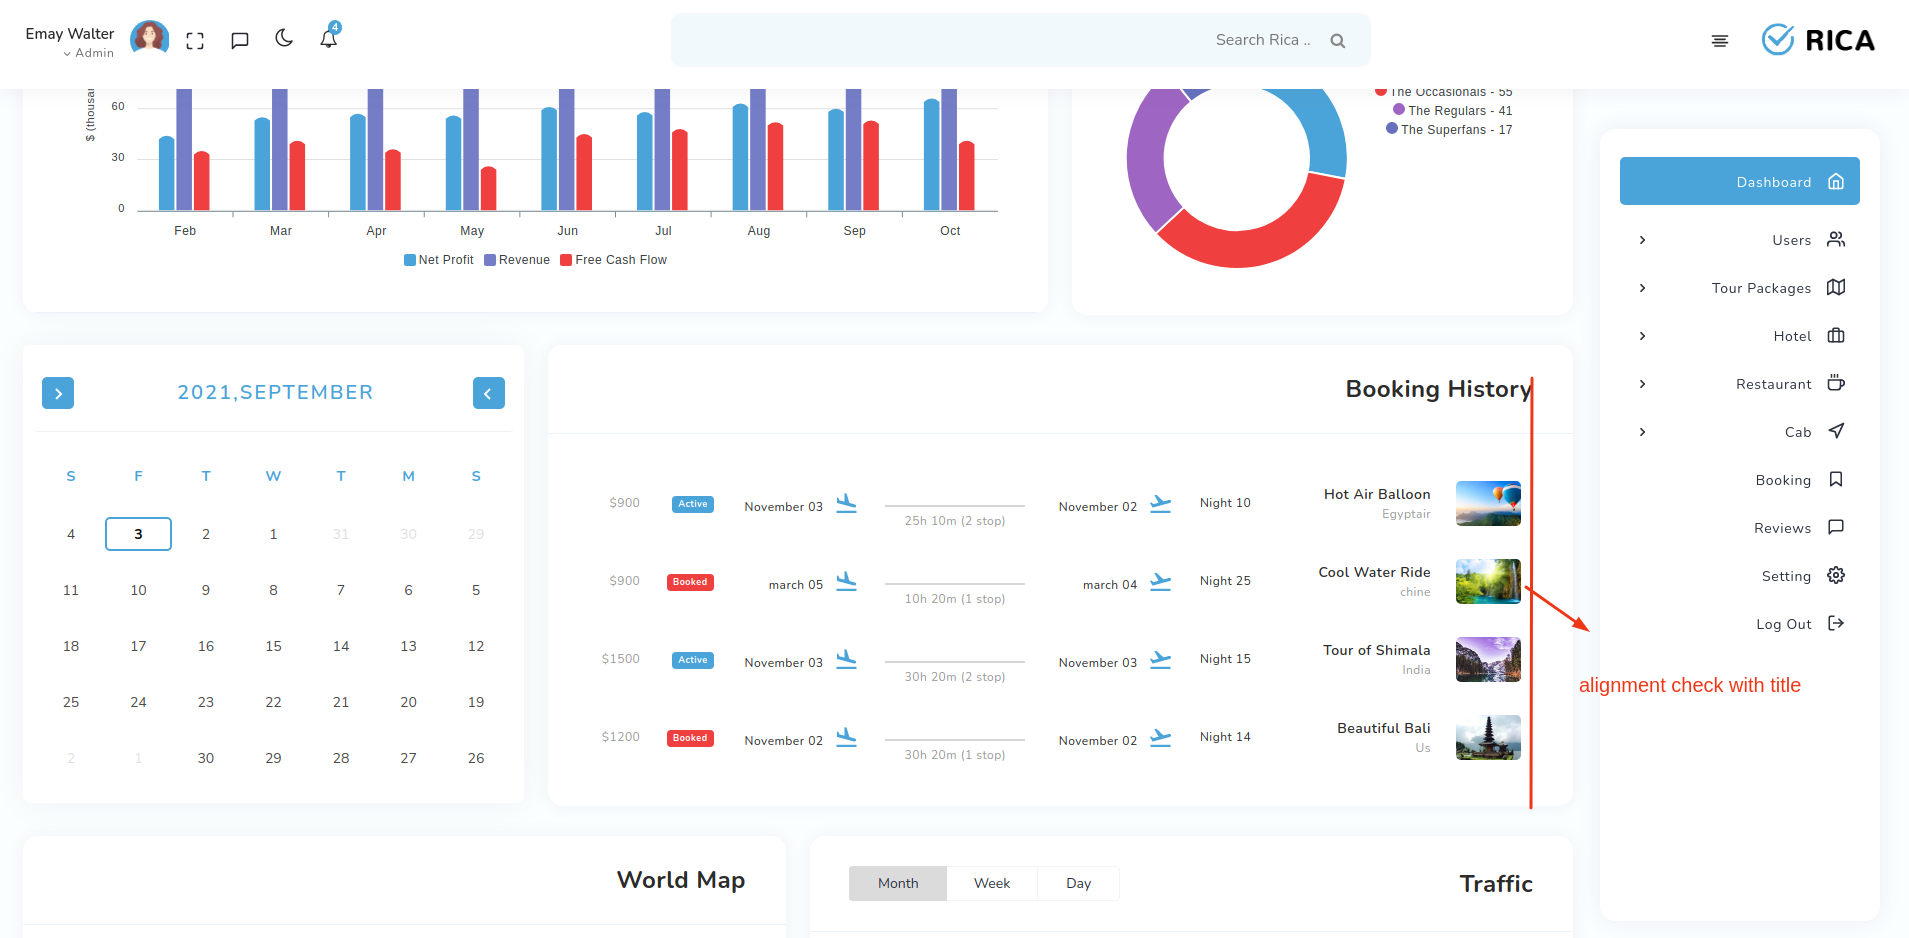 Emay Walter
Admin
4
Search Rica ..
RICA
$ (thousa
60
30
0
Feb Mar Apr May Jun Jul Aug Sep Oct
Net Profit Revenue Free Cash Flow
The Occasionals - 55
The Regulars - 41
The Superfans - 17
Dashboard
Users
Tour Packages
Hotel
Restaurant
Cab
Booking
Reviews
Setting
Log Out
2021,SEPTEMBER
S F T W T M S
4 3 2 1 31 30 29
11 10 9 8 7 6 5
18 17 16 15 14 13 12
25 24 23 22 21 20 19
2 1 30 29 28 27 26
Booking History
$900 Active November 03 25h 10m (2 stop) November 02 Night 10 Hot Air Balloon
Egyptair
$900 Booked march 05 10h 20m (1 stop) march 04 Night 25 Cool Water Ride
chine
$1500 Active November 03 30h 20m (2 stop) November 03 Night 15 Tour of Shimala
India
$1200 Booked November 02 30h 20m (1 stop) November 02 Night 14 Beautiful Bali
Us
alignment check with title
World Map
Month Week Day
Traffic